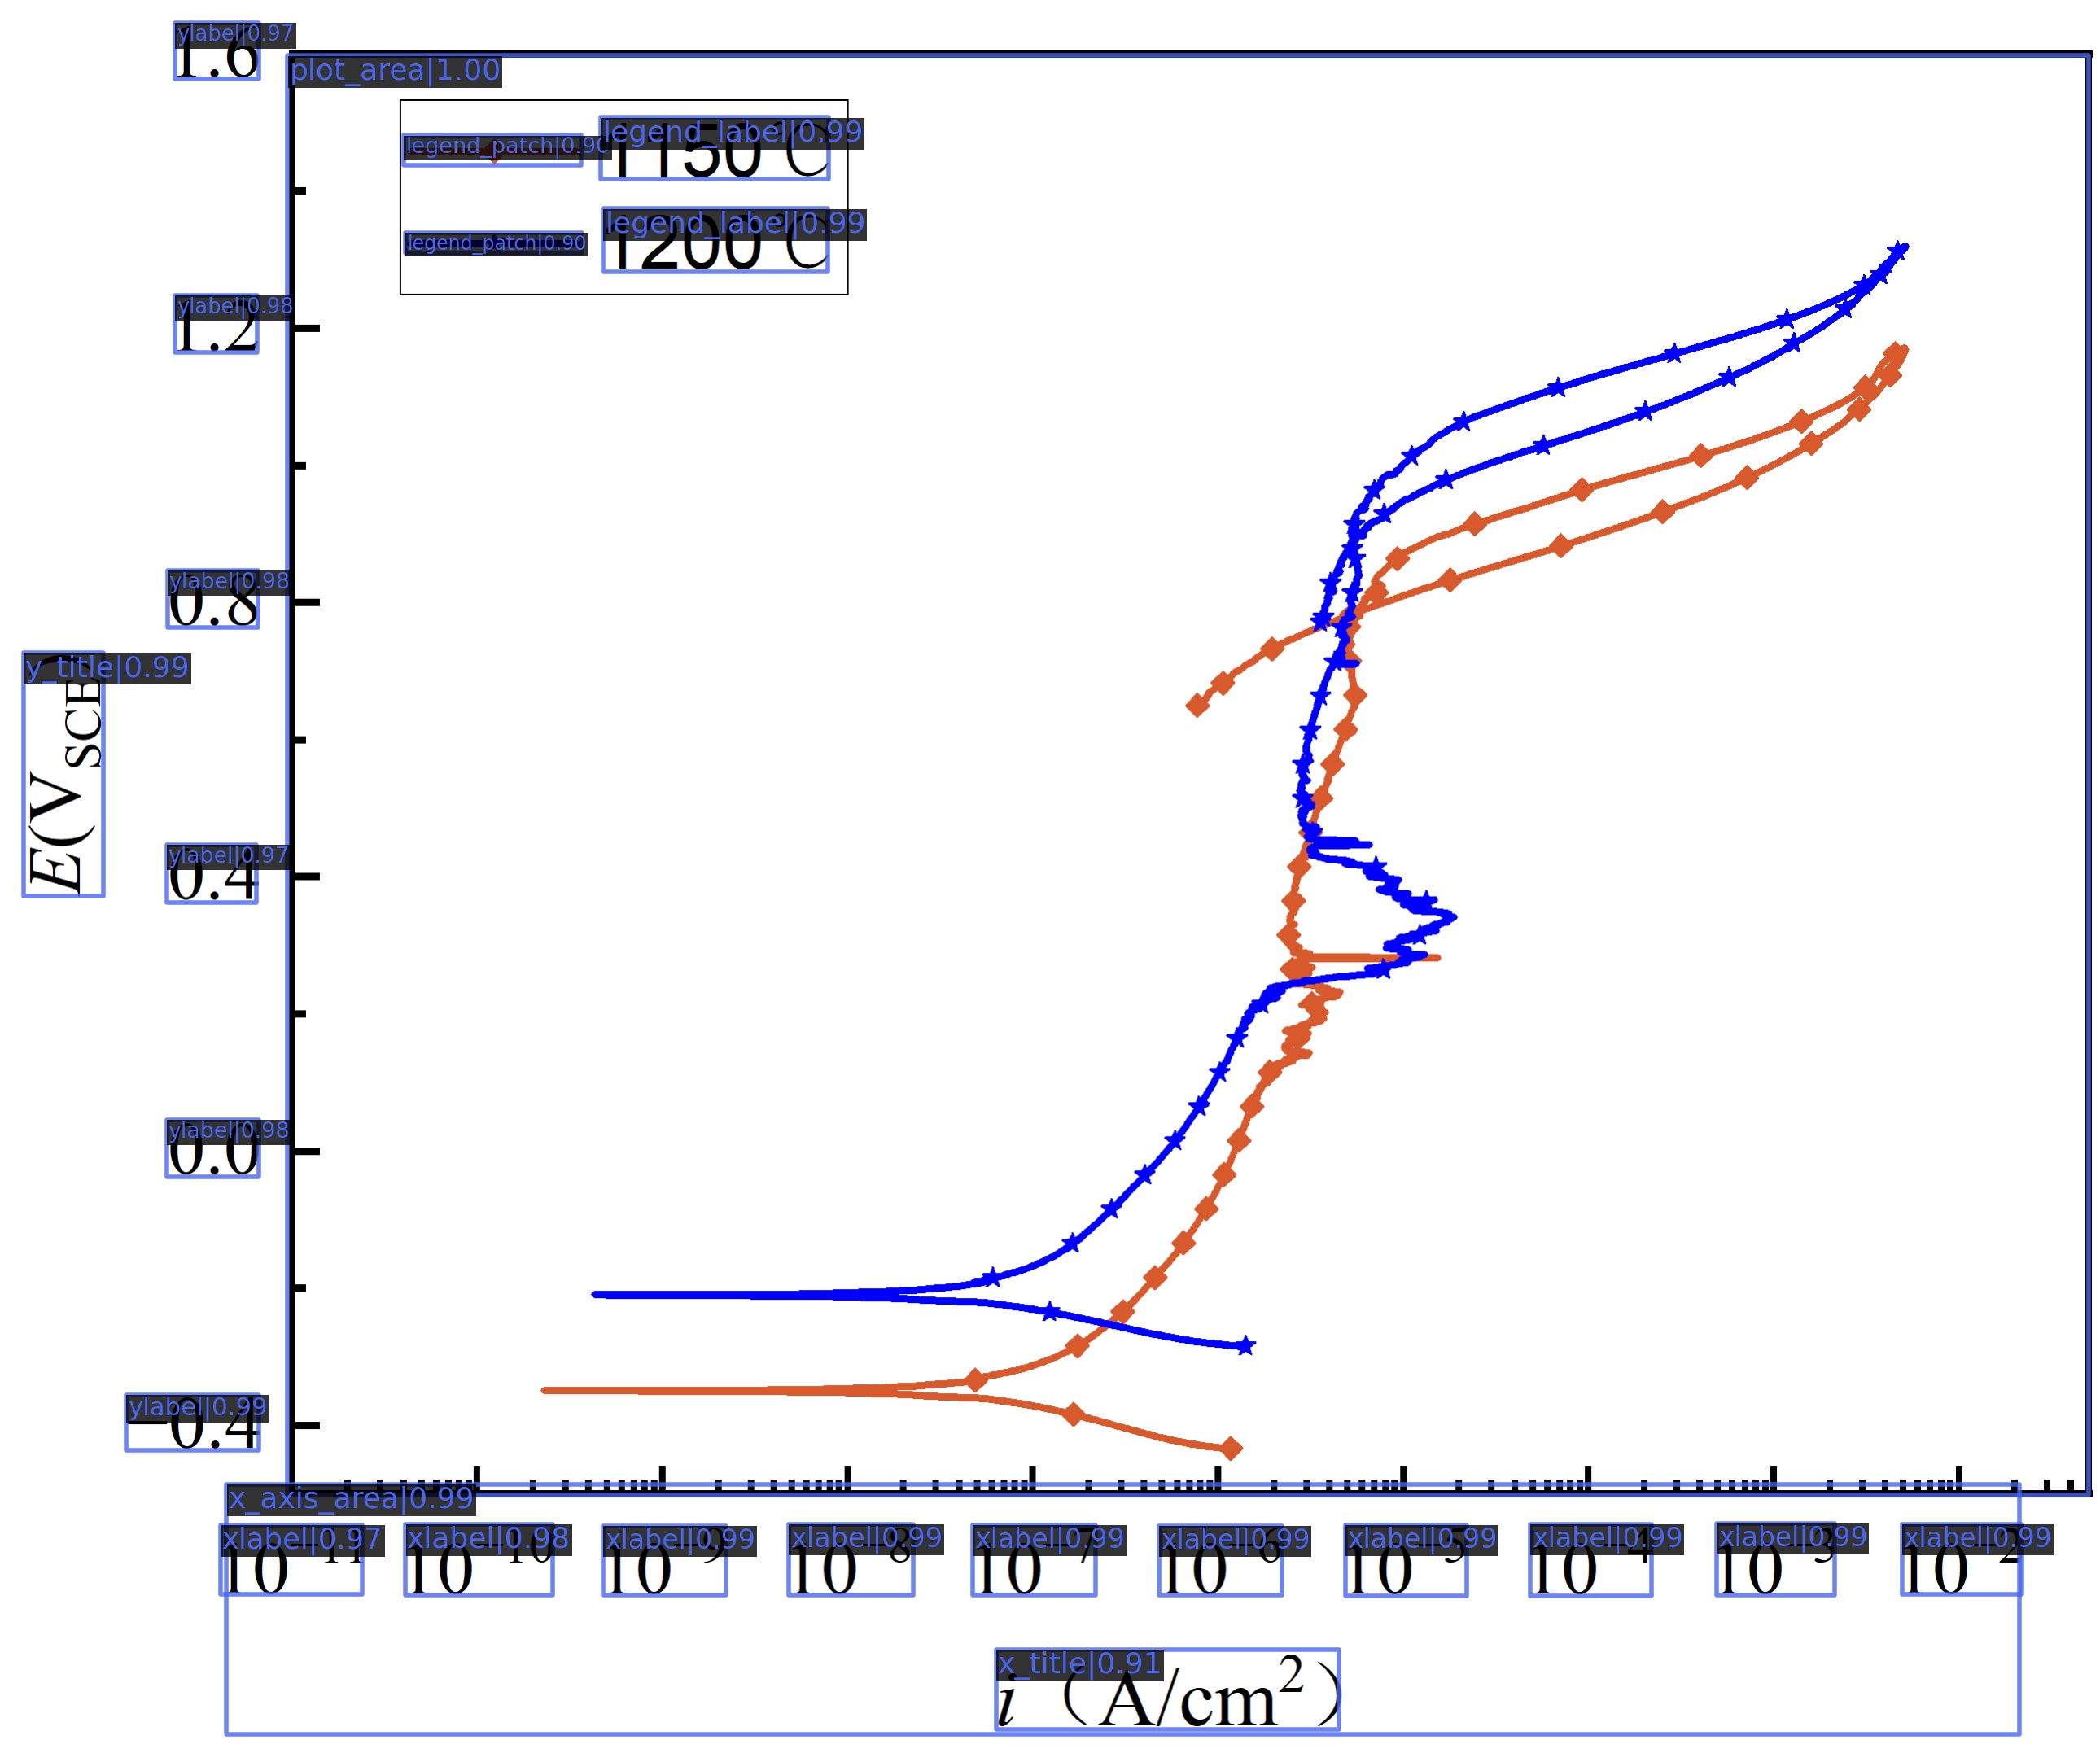 ylabel|0.97
1.6
plot_area|1.00
legend_patch|0.90
legend_label|0.99
1150℃
legend_patch|0.90
legend_label|0.99
1200℃
ylabel|0.98
1.2
ylabel|0.98
0.8
y_title|0.99
E(V SCE)
ylabel|0.97
0.4
ylabel|0.98
0.0
ylabel|0.99
−0.4
x_axis_area|0.99
xlabel|0.97 xlabel|0.98 xlabel|0.99 xlabel|0.99 xlabel|0.99 xlabel|0.99 xlabel|0.99 xlabel|0.99 xlabel|0.99 xlabel|0.99
10⁻¹¹ 10⁻¹⁰ 10⁻⁹ 10⁻⁸ 10⁻⁷ 10⁻⁶ 10⁻⁵ 10⁻⁴ 10⁻³ 10⁻²
x_title|0.91
i（A/cm²）